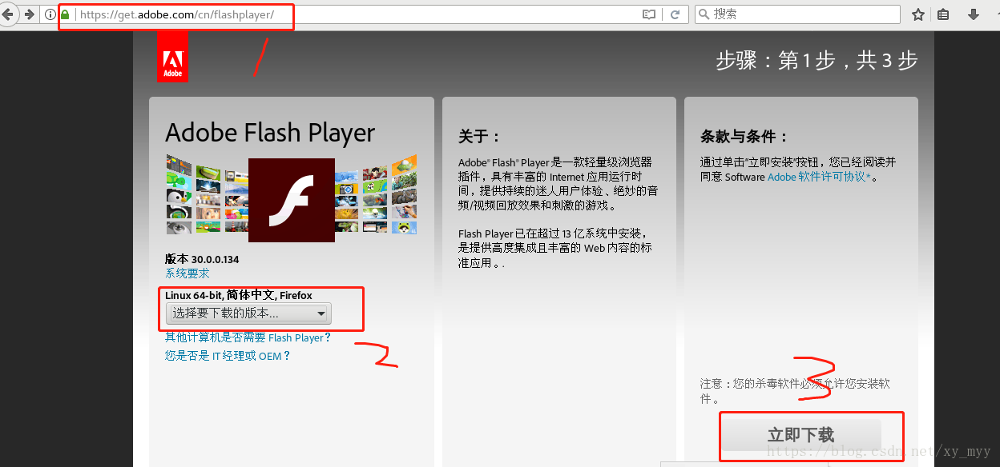 https://get.adobe.com/cn/flashplayer/
搜索
Adobe
步骤：第 1 步，共 3 步
1
Adobe Flash Player
版本 30.0.0.134
系统要求
Linux 64-bit, 简体中文, Firefox
选择要下载的版本...
其他计算机是否需要 Flash Player？
您是否是 IT 经理或 OEM？
2
关于：
Adobe® Flash® Player 是一款轻量级浏览器
插件，具有丰富的 Internet 应用运行时
间，提供持续的迷人用户体验、绝妙的音
频/视频回放效果和刺激的游戏。
Flash Player 已在超过 13 亿系统中安装，
是提供高度集成且丰富的 Web 内容的标
准应用。.
条款与条件：
通过单击“立即安装”按钮，您已经阅读并
同意 Software Adobe 软件许可协议*。
3
注意：您的杀毒软件必须允许您安装软
件。
立即下载
https://blog.csdn.net/xy_myy